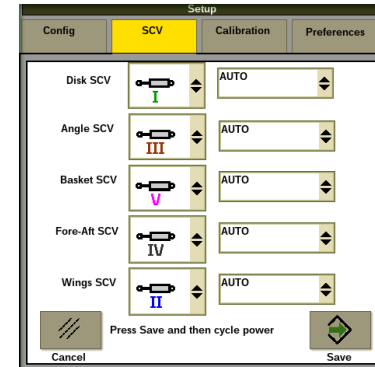 Setup
Config SCV Calibration Preferences
Disk SCV I AUTO
Angle SCV III AUTO
Basket SCV V AUTO
Fore-Aft SCV IV AUTO
Wings SCV II AUTO
Press Save and then cycle power
Cancel Save